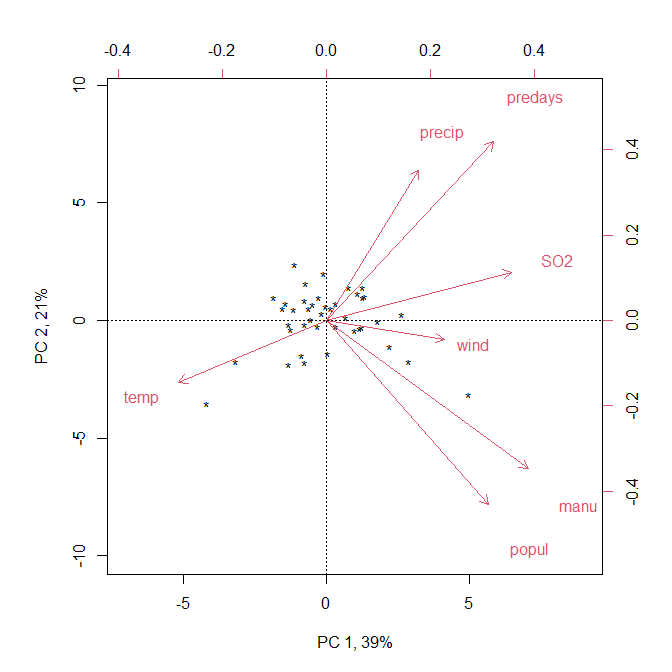 -0.4 -0.2 0.0 0.2 0.4
10
5
0
-5
-10
PC 2, 21%
predays
precip
SO2
wind
temp
manu
popul
0.4
0.2
0.0
-0.2
-0.4
-5 0 5
PC 1, 39%